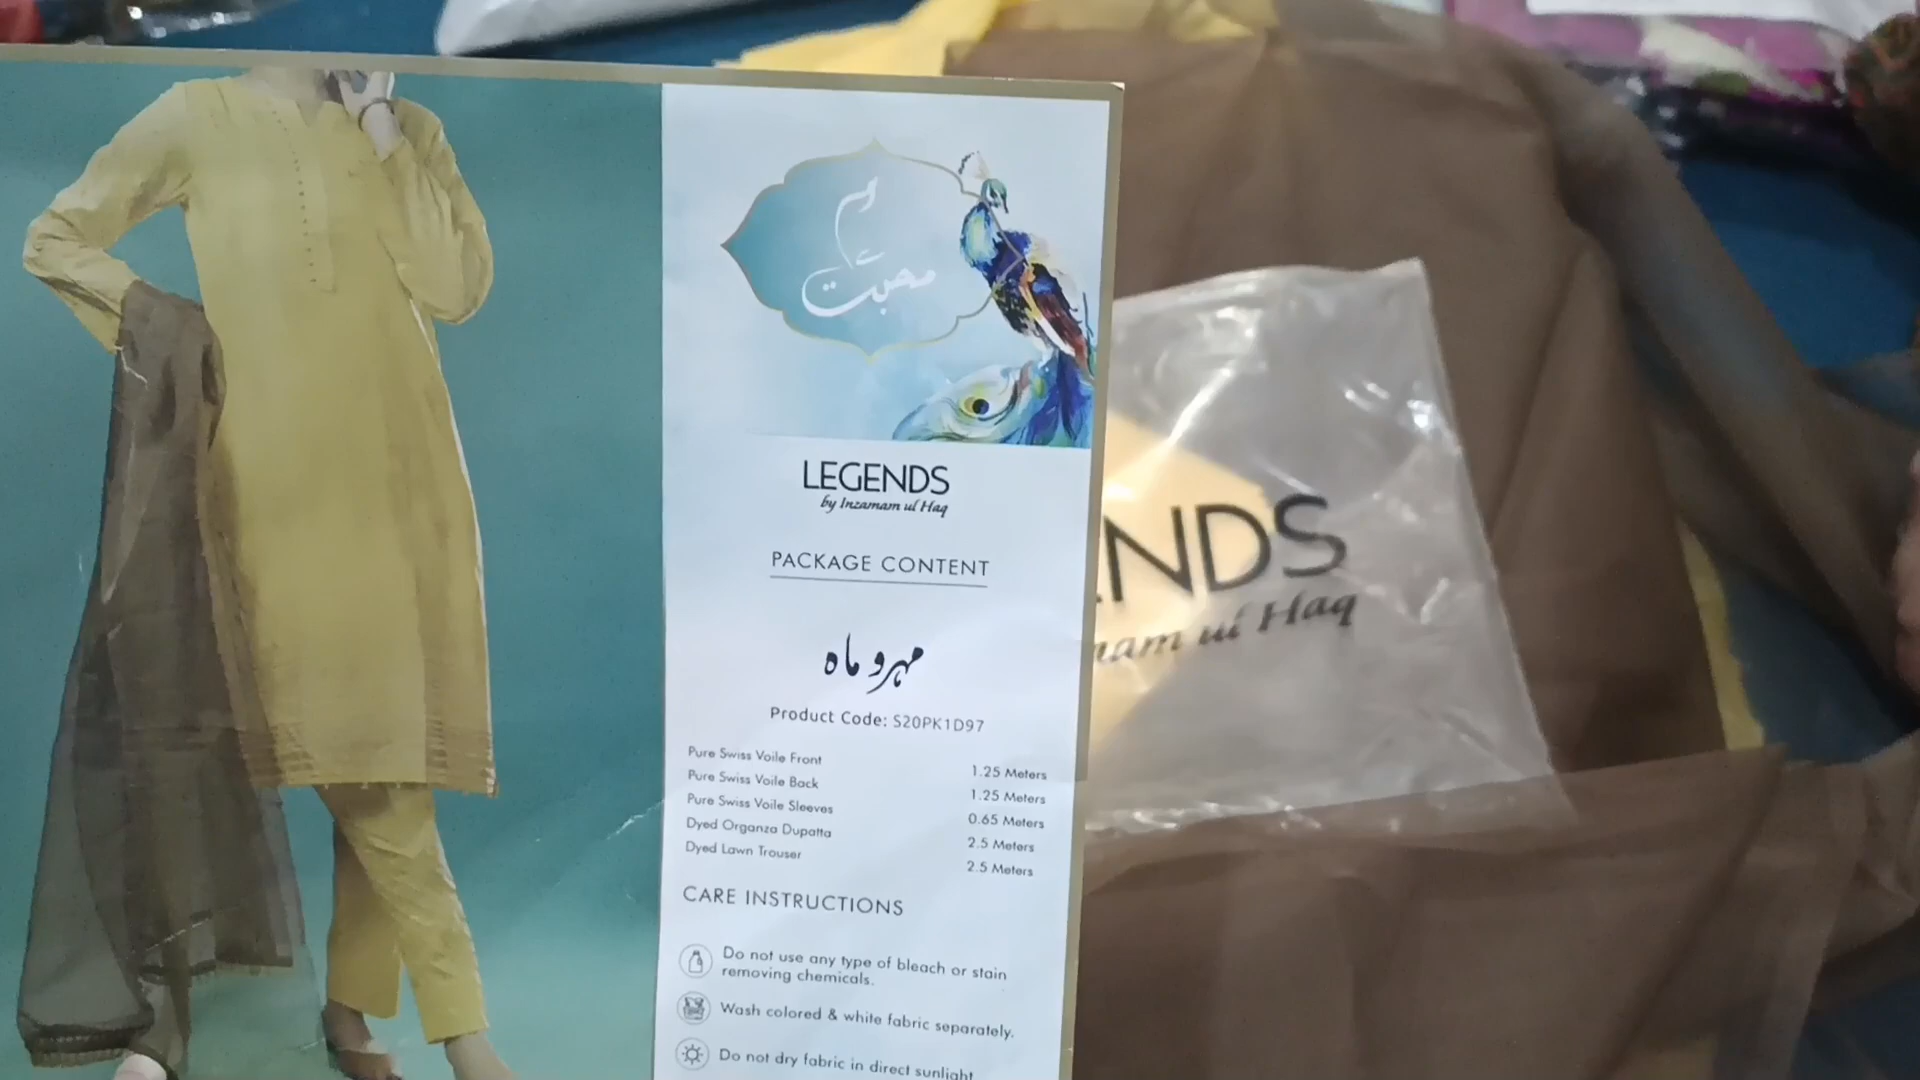 رسم
محبت
LEGENDS
by Inzamam ul Haq
PACKAGE CONTENT
مہرو ماہ
Product Code: S20PK1D97
Pure Swiss Voile Front 1.25 Meters
Pure Swiss Voile Back 1.25 Meters
Pure Swiss Voile Sleeves 0.65 Meters
Dyed Organza Dupatta 2.5 Meters
Dyed Lawn Trouser 2.5 Meters
CARE INSTRUCTIONS
Do not use any type of bleach or stain
removing chemicals.
Wash colored & white fabric separately.
Do not dry fabric in direct sunlight
NDS
ul Haq